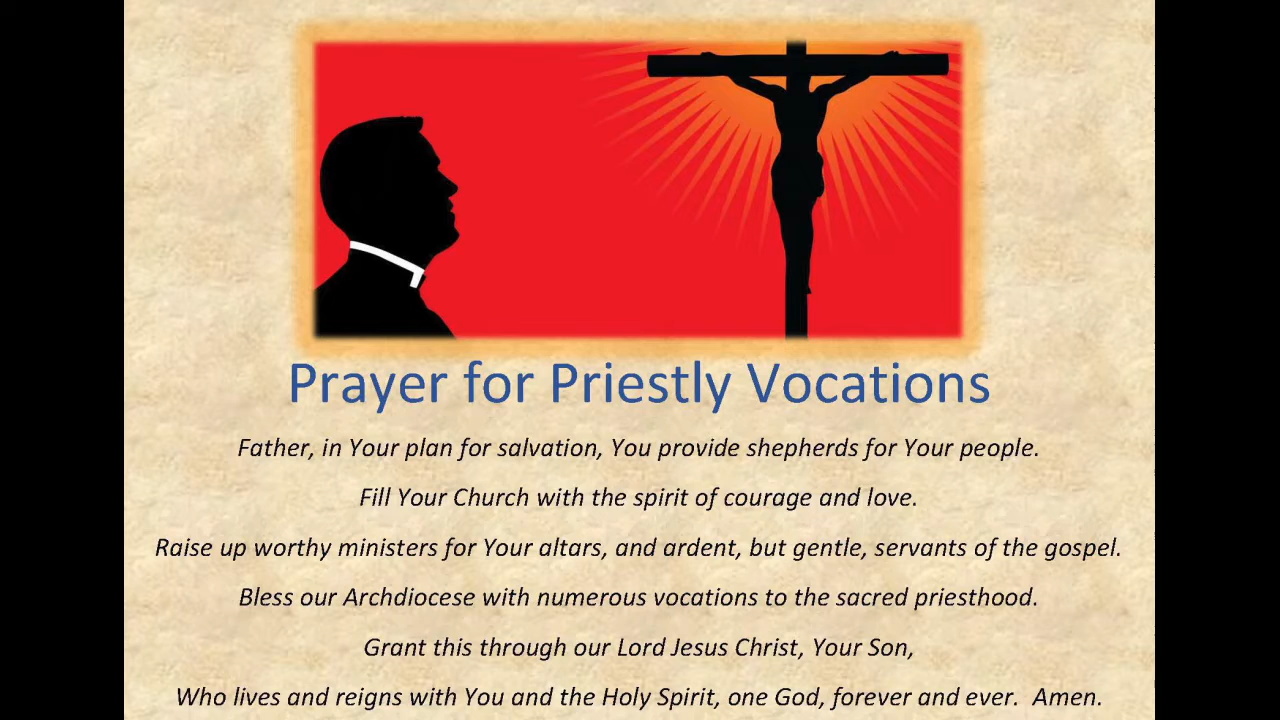 Prayer for Priestly Vocations
Father, in Your plan for salvation, You provide shepherds for Your people.
Fill Your Church with the spirit of courage and love.
Raise up worthy ministers for Your altars, and ardent, but gentle, servants of the gospel.
Bless our Archdiocese with numerous vocations to the sacred priesthood.
Grant this through our Lord Jesus Christ, Your Son,
Who lives and reigns with You and the Holy Spirit, one God, forever and ever.  Amen.